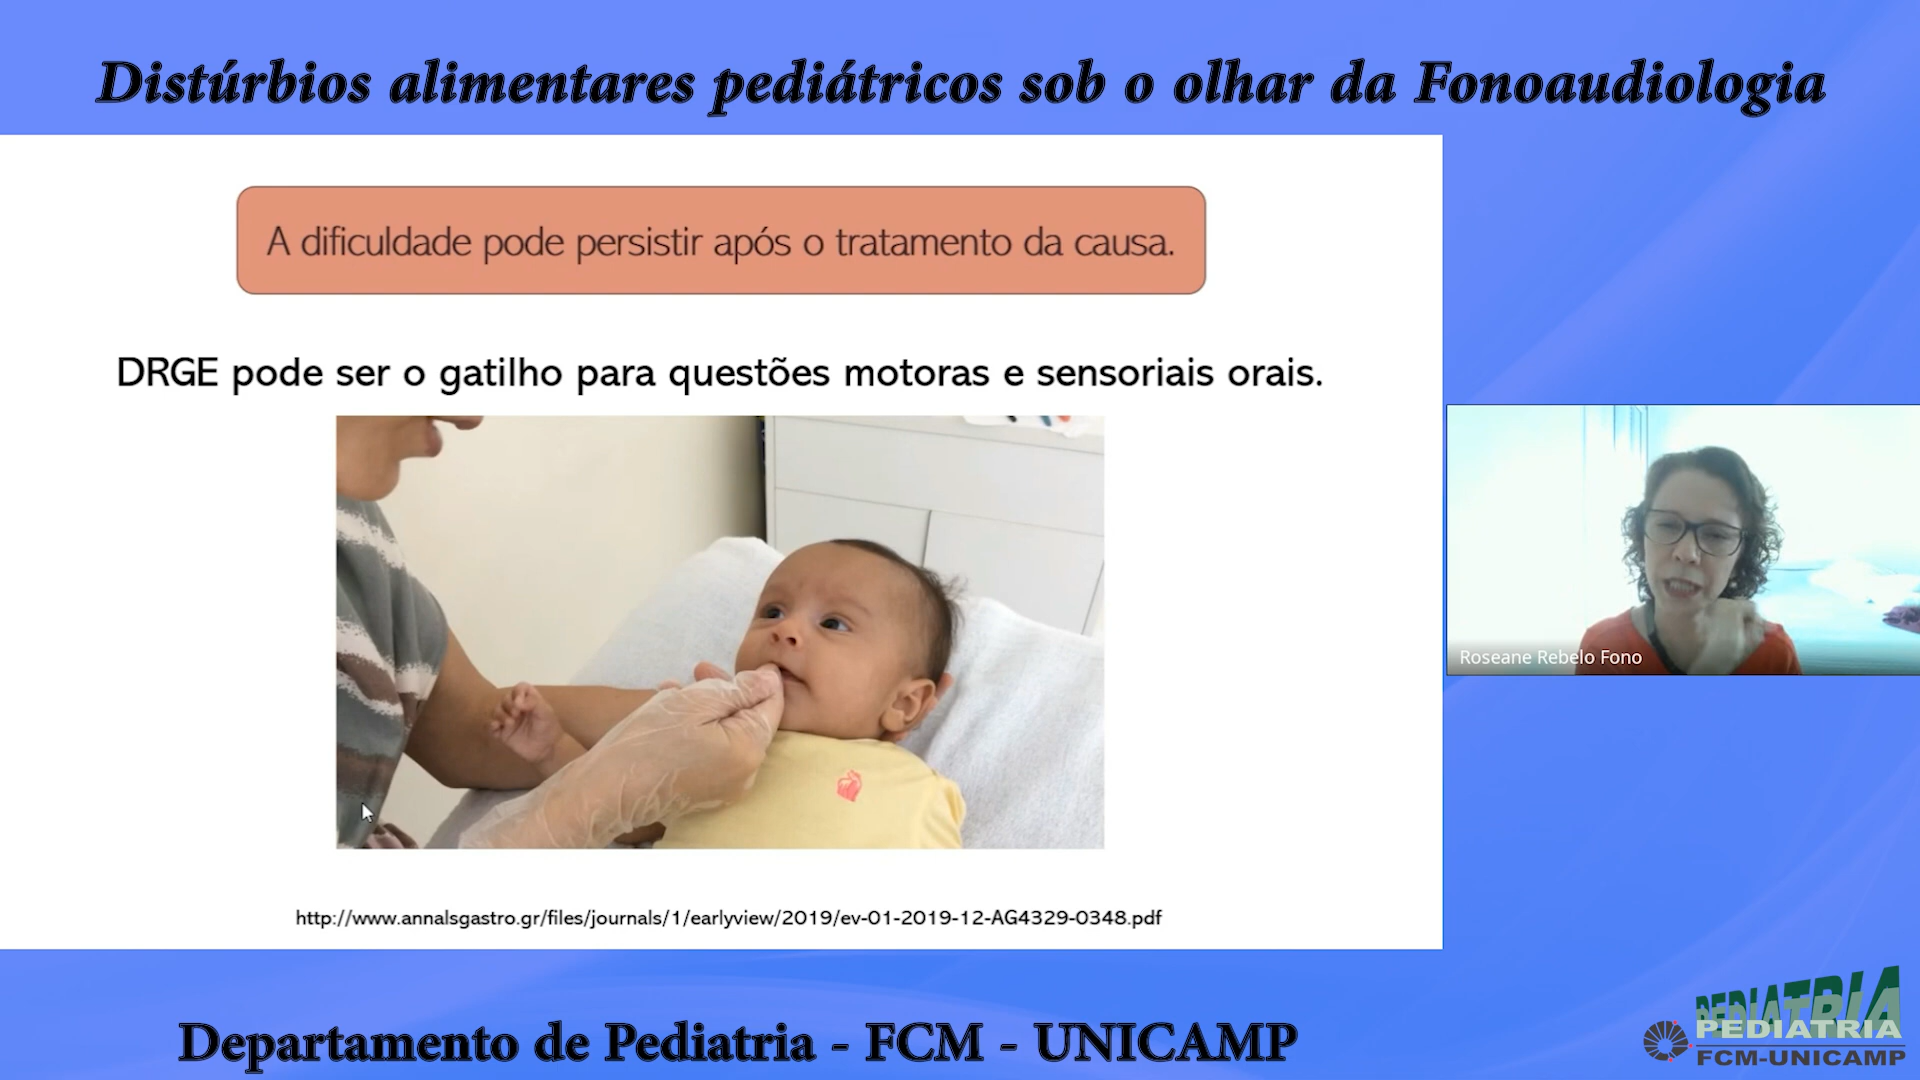 Distúrbios alimentares pediátricos sob o olhar da Fonoaudiologia
A dificuldade pode persistir após o tratamento da causa.
DRGE pode ser o gatilho para questões motoras e sensoriais orais.
Roseane Rebelo Fono
http://www.annalsgastro.gr/files/journals/1/earlyview/2019/ev-01-2019-12-AG4329-0348.pdf
Departamento de Pediatria - FCM - UNICAMP
PEDIATRIA
PEDIATRIA
FCM-UNICAMP